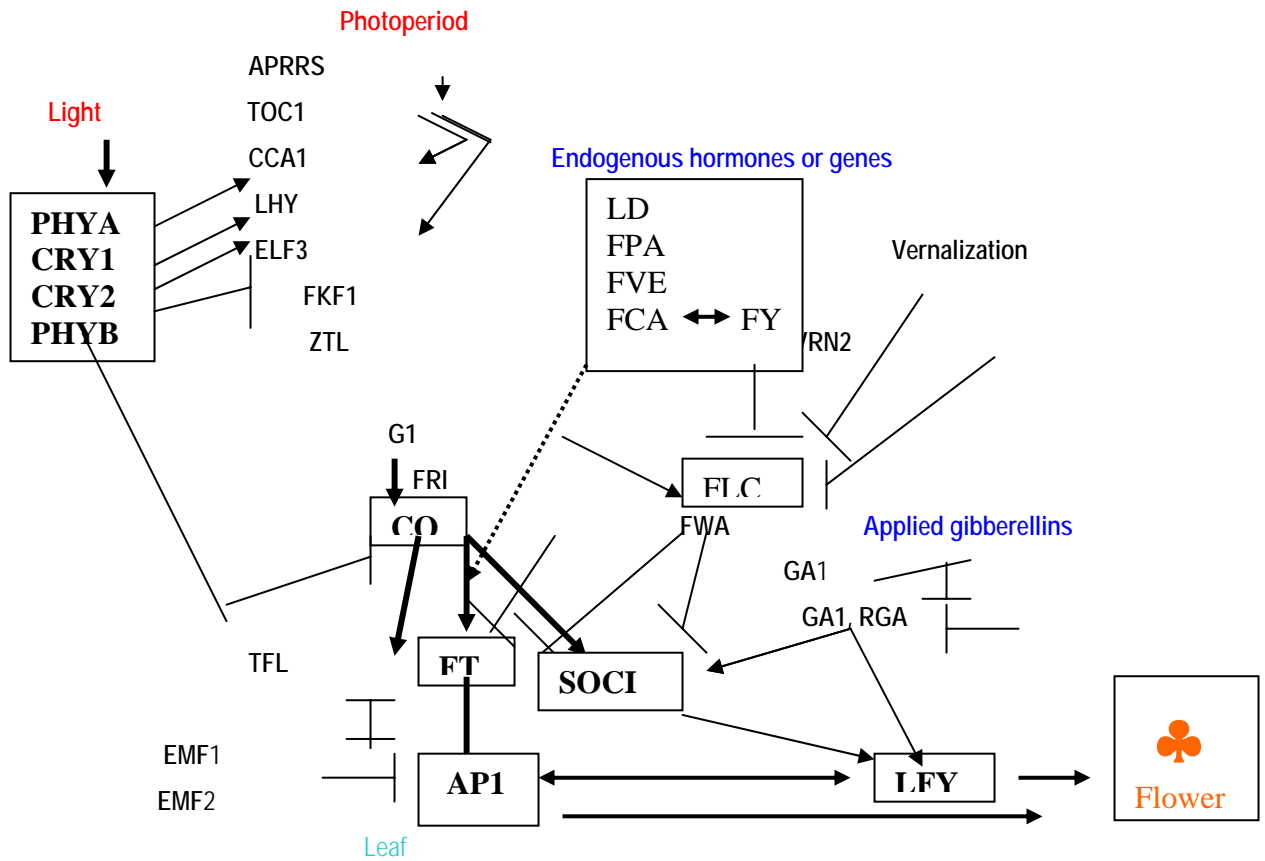 Photoperiod
APRRS
Light
TOC1
CCA1
Endogenous hormones or genes
LHY
PHYA
CRY1
CRY2
PHYB
LD
FPA
FVE
FCA
FY
ELF3
Vernalization
FKF1
ZTL
VRN2
G1
FRI
CO
FLC
FWA
Applied gibberellins
GA1
GA1, RGA
TFL
FT
SOCI
EMF1
EMF2
AP1
LFY
Flower
Leaf